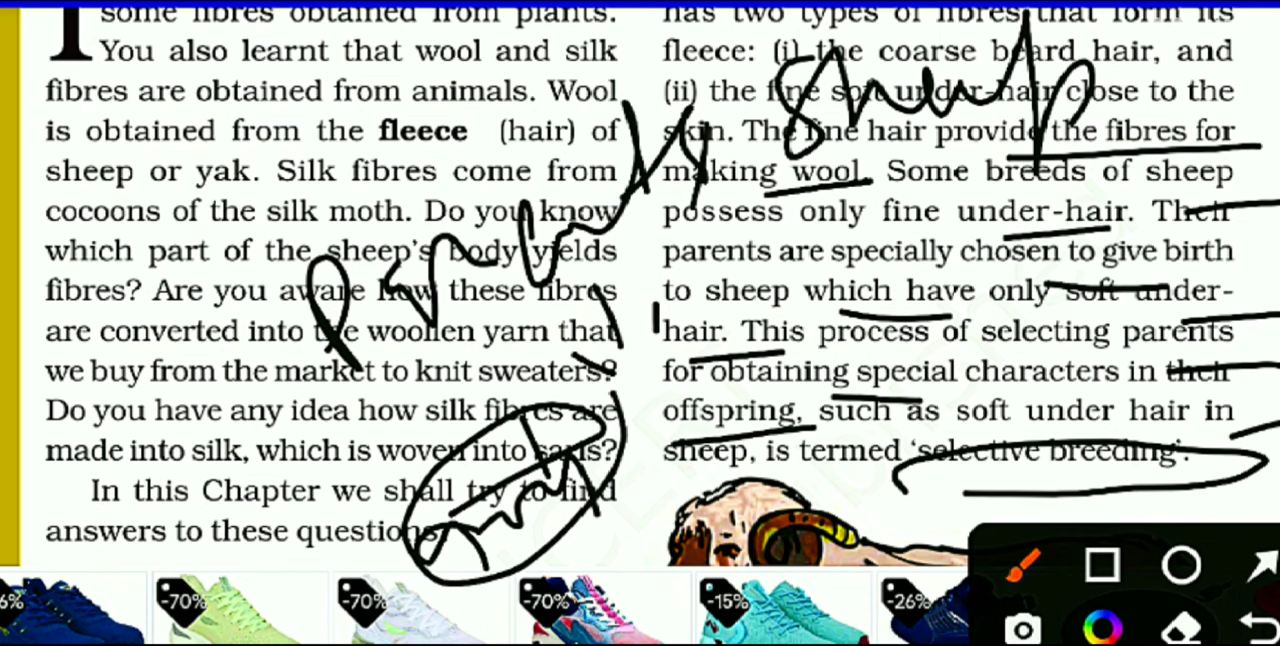 some fibres obtained from plants.
You also learnt that wool and silk
fibres are obtained from animals. Wool
is obtained from the fleece (hair) of
sheep or yak. Silk fibres come from
cocoons of the silk moth. Do you know
which part of the sheep's body yields
fibres? Are you aware how these fibres
are converted into the woollen yarn that
we buy from the market to knit sweaters?
Do you have any idea how silk fibres are
made into silk, which is woven into saris?
In this Chapter we shall try to find
answers to these questions.
has two types of fibres that form its
fleece: (i) the coarse beard hair, and
(ii) the fine soft under-hair close to the
skin. The fine hair provide the fibres for
making wool. Some breeds of sheep
possess only fine under-hair. Their
parents are specially chosen to give birth
to sheep which have only soft under-
hair. This process of selecting parents
for obtaining special characters in their
offspring, such as soft under hair in
sheep, is termed 'selective breeding'.
sheep
parents
6%
-70%
-70%
-70%
-15%
-26%